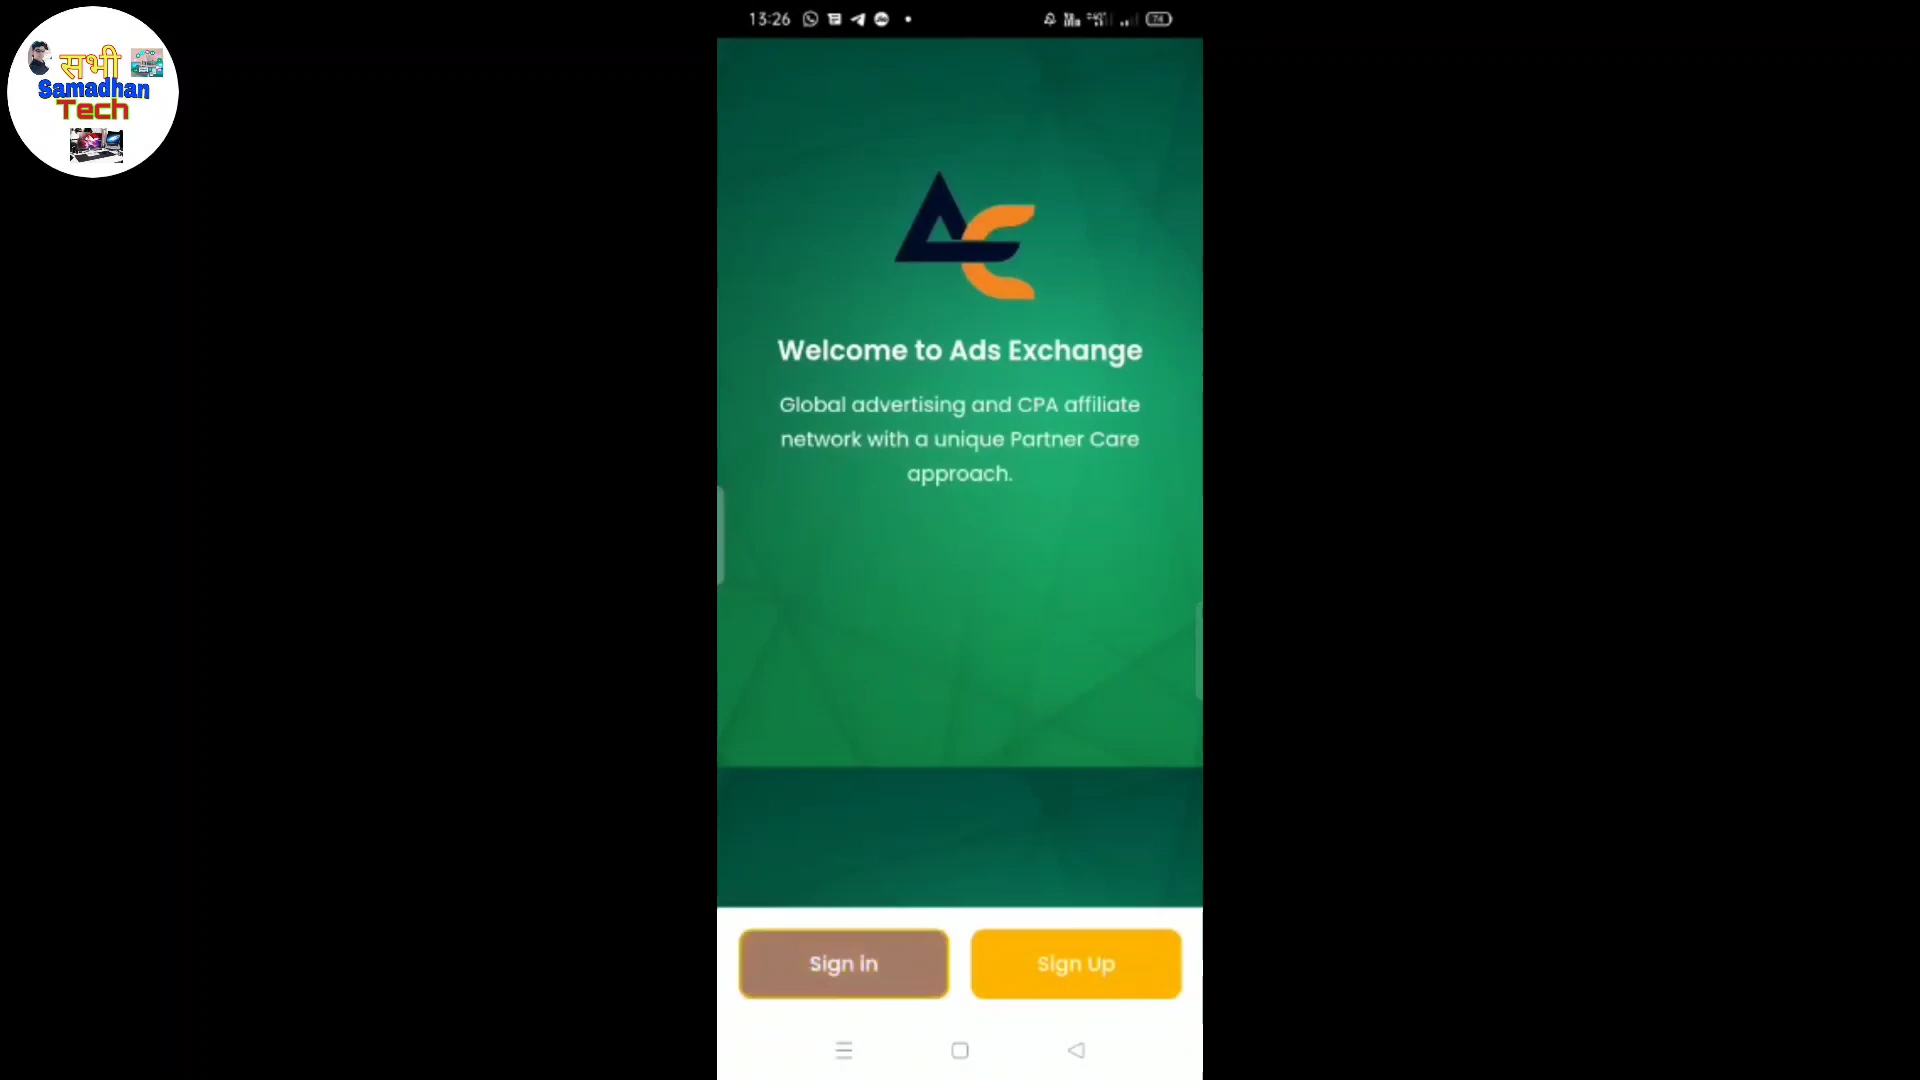 सभी
Samadhan
Tech
13:26
74
Welcome to Ads Exchange
Global advertising and CPA affiliate
network with a unique Partner Care
approach.
Sign in
Sign Up